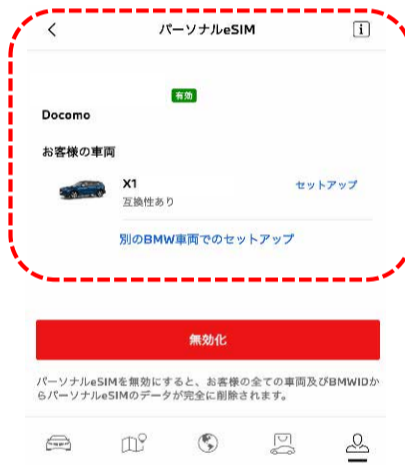 パーソナルeSIM
有効
Docomo
お客様の車両
X1
セットアップ
互換性あり
別のBMW車両でのセットアップ
無効化
パーソナルeSIMを無効にすると、お客様の全ての車両及びBMWIDか
らパーソナルeSIMのデータが完全に削除されます。